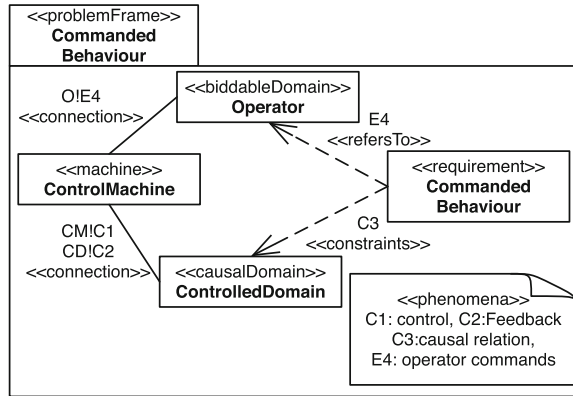 <<problemFrame>>
Commanded
Behaviour
O!E4
<<connection>>
<<biddableDomain>>
Operator
E4
<<refersTo>>
<<machine>>
ControlMachine
<<requirement>>
Commanded
Behaviour
CM!C1
CD!C2
<<connection>>
C3
<<constraints>>
<<causalDomain>>
ControlledDomain
<<phenomena>>
C1: control, C2:Feedback
C3:causal relation,
E4: operator commands